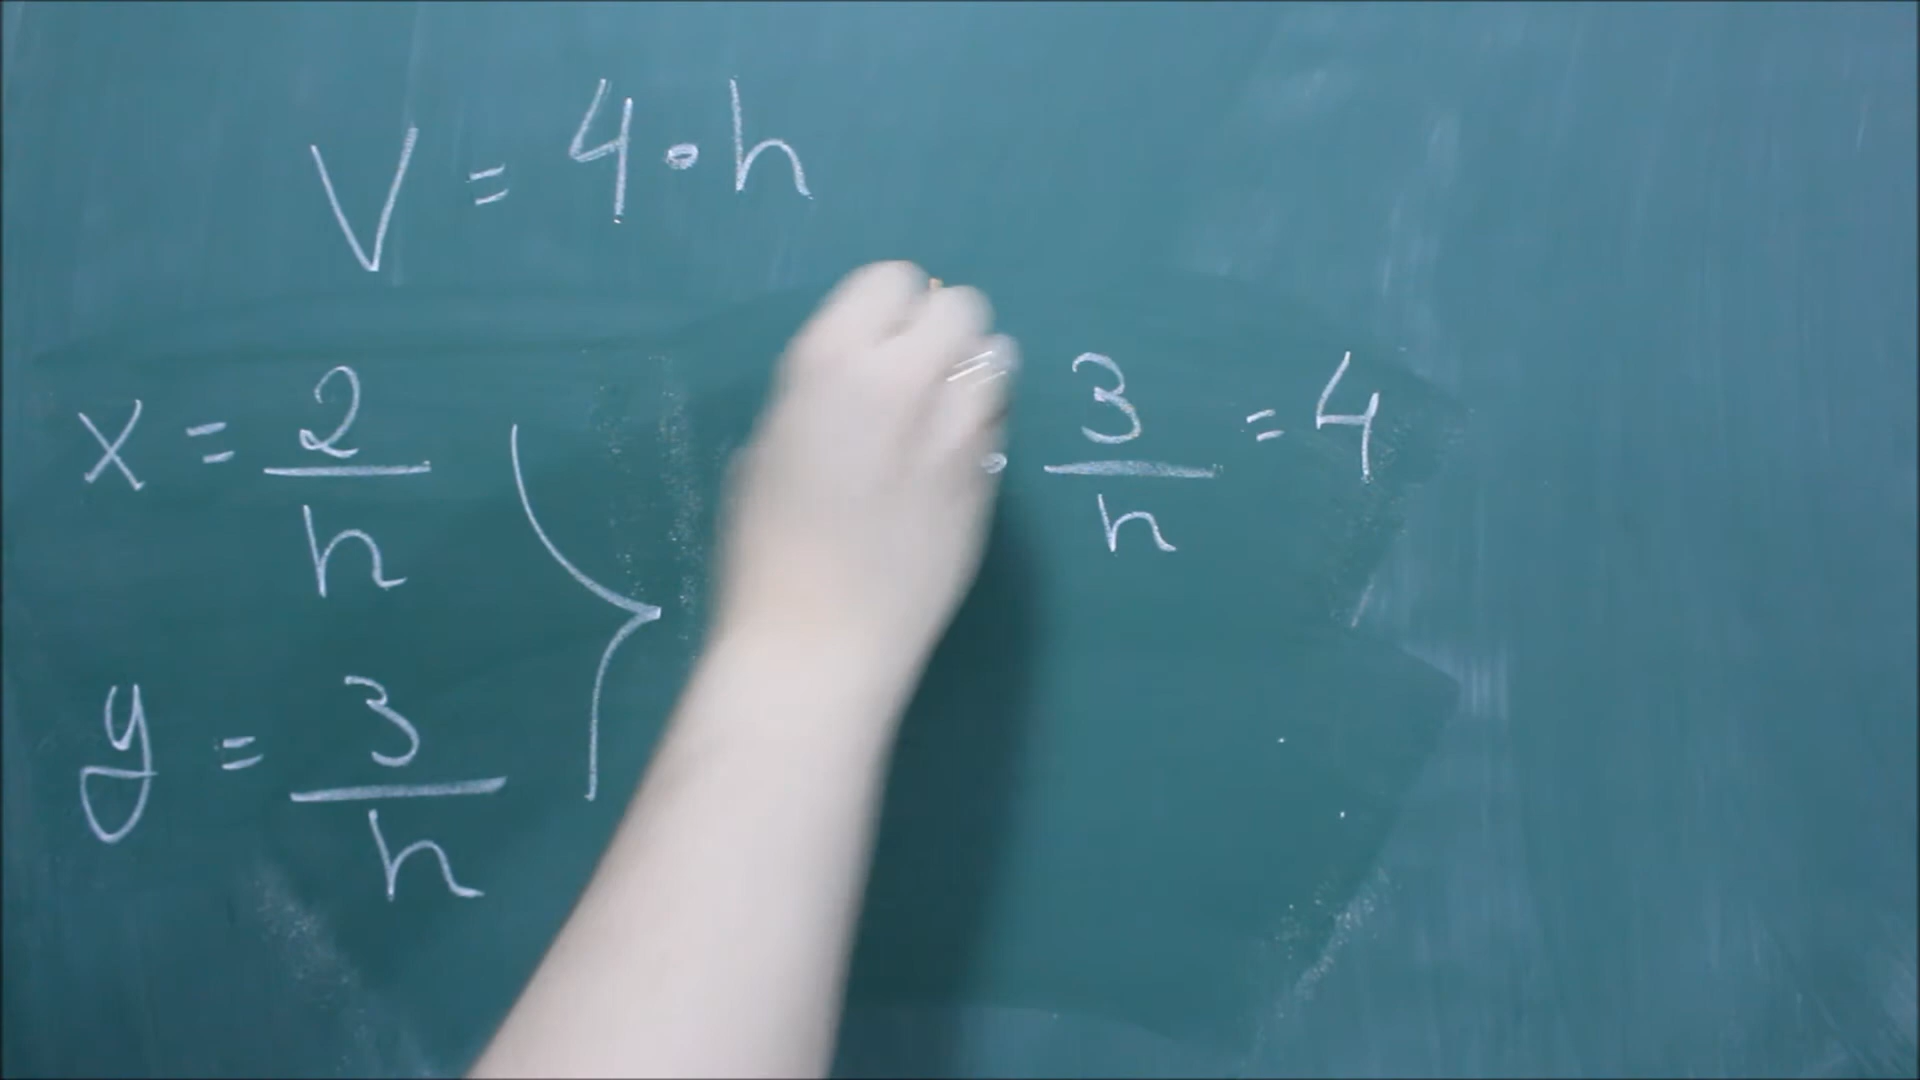 V = 4 · h
x = 2/h
· 3/h = 4
y = 3/h